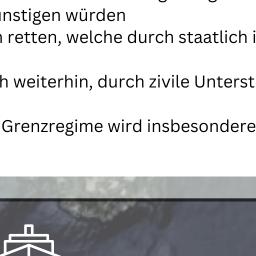 nstigen würden
retten, welche durch staatlich i
h weiterhin, durch zivile Unterst
Grenzregime wird insbesondere